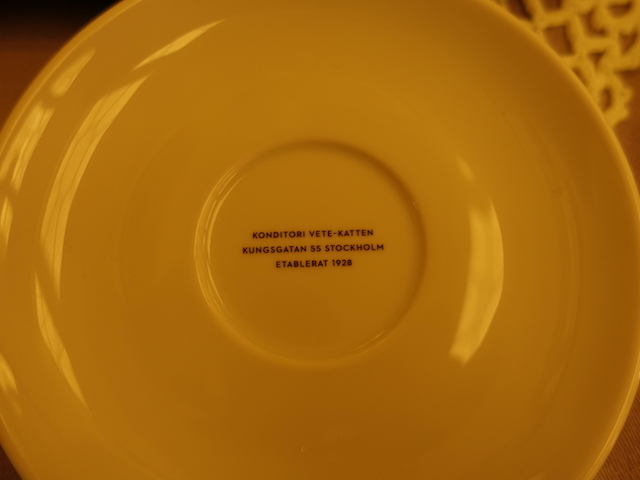 KONDITORI VETE-KATTEN
KUNGSGATAN 55 STOCKHOLM
ETABLERAT 1928